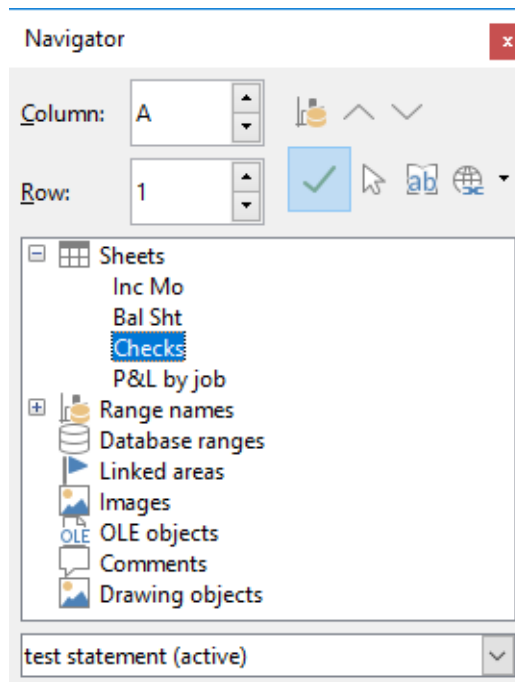 Navigator
x
Column: A
Row: 1
ab
Sheets
Inc Mo
Bal Sht
Checks
P&L by job
Range names
Database ranges
Linked areas
Images
OLE OLE objects
Comments
Drawing objects
test statement (active)